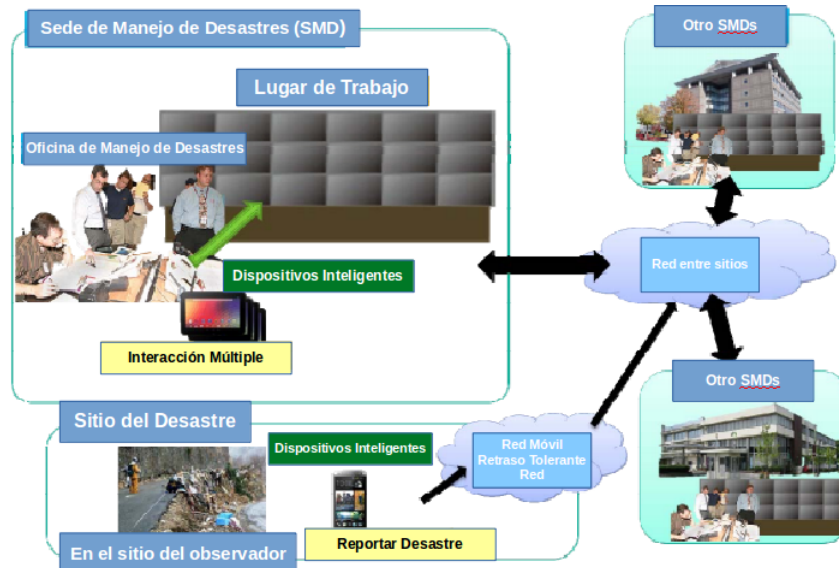 Sede de Manejo de Desastres (SMD)
Lugar de Trabajo
Oficina de Manejo de Desastres
Dispositivos Inteligentes
Interacción Múltiple
Otro SMDs
Red entre sitios
Otro SMDs
Sitio del Desastre
Dispositivos Inteligentes
Red Móvil
Retraso Tolerante
Red
Reportar Desastre
En el sitio del observador